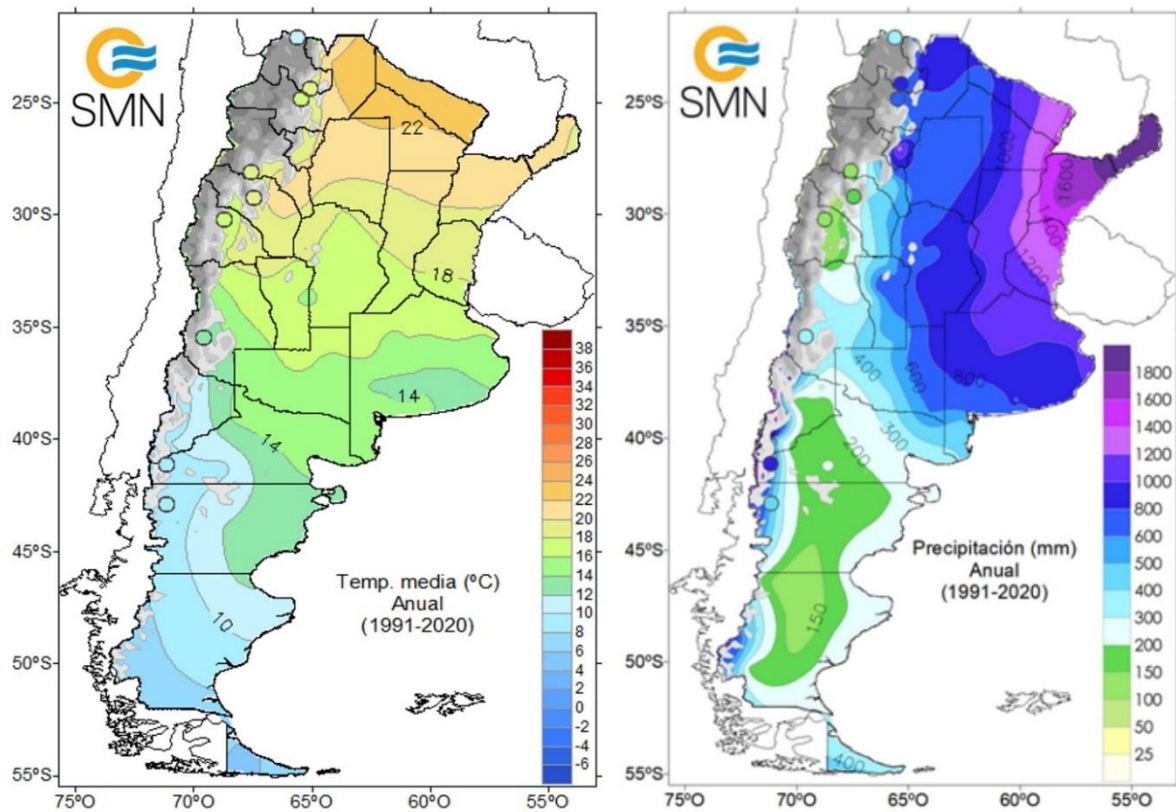 SMN
25ºS
30ºS
35ºS
40ºS
45ºS
50ºS
55ºS
75ºO
70ºO
65ºO
60ºO
55ºO
22
18
14
14
10
Temp. media (ºC)
Anual
(1991-2020)
38
36
34
32
30
28
26
24
22
20
18
16
14
12
10
8
6
4
2
0
-2
-4
-6
SMN
25ºS
30ºS
35ºS
40ºS
45ºS
50ºS
55ºS
75ºO
70ºO
65ºO
60ºO
55ºO
1000
1600
400
1200
400
600
800
300
200
150
400
Precipitación (mm)
Anual
(1991-2020)
1800
1600
1400
1200
1000
800
600
500
400
300
200
150
100
50
25